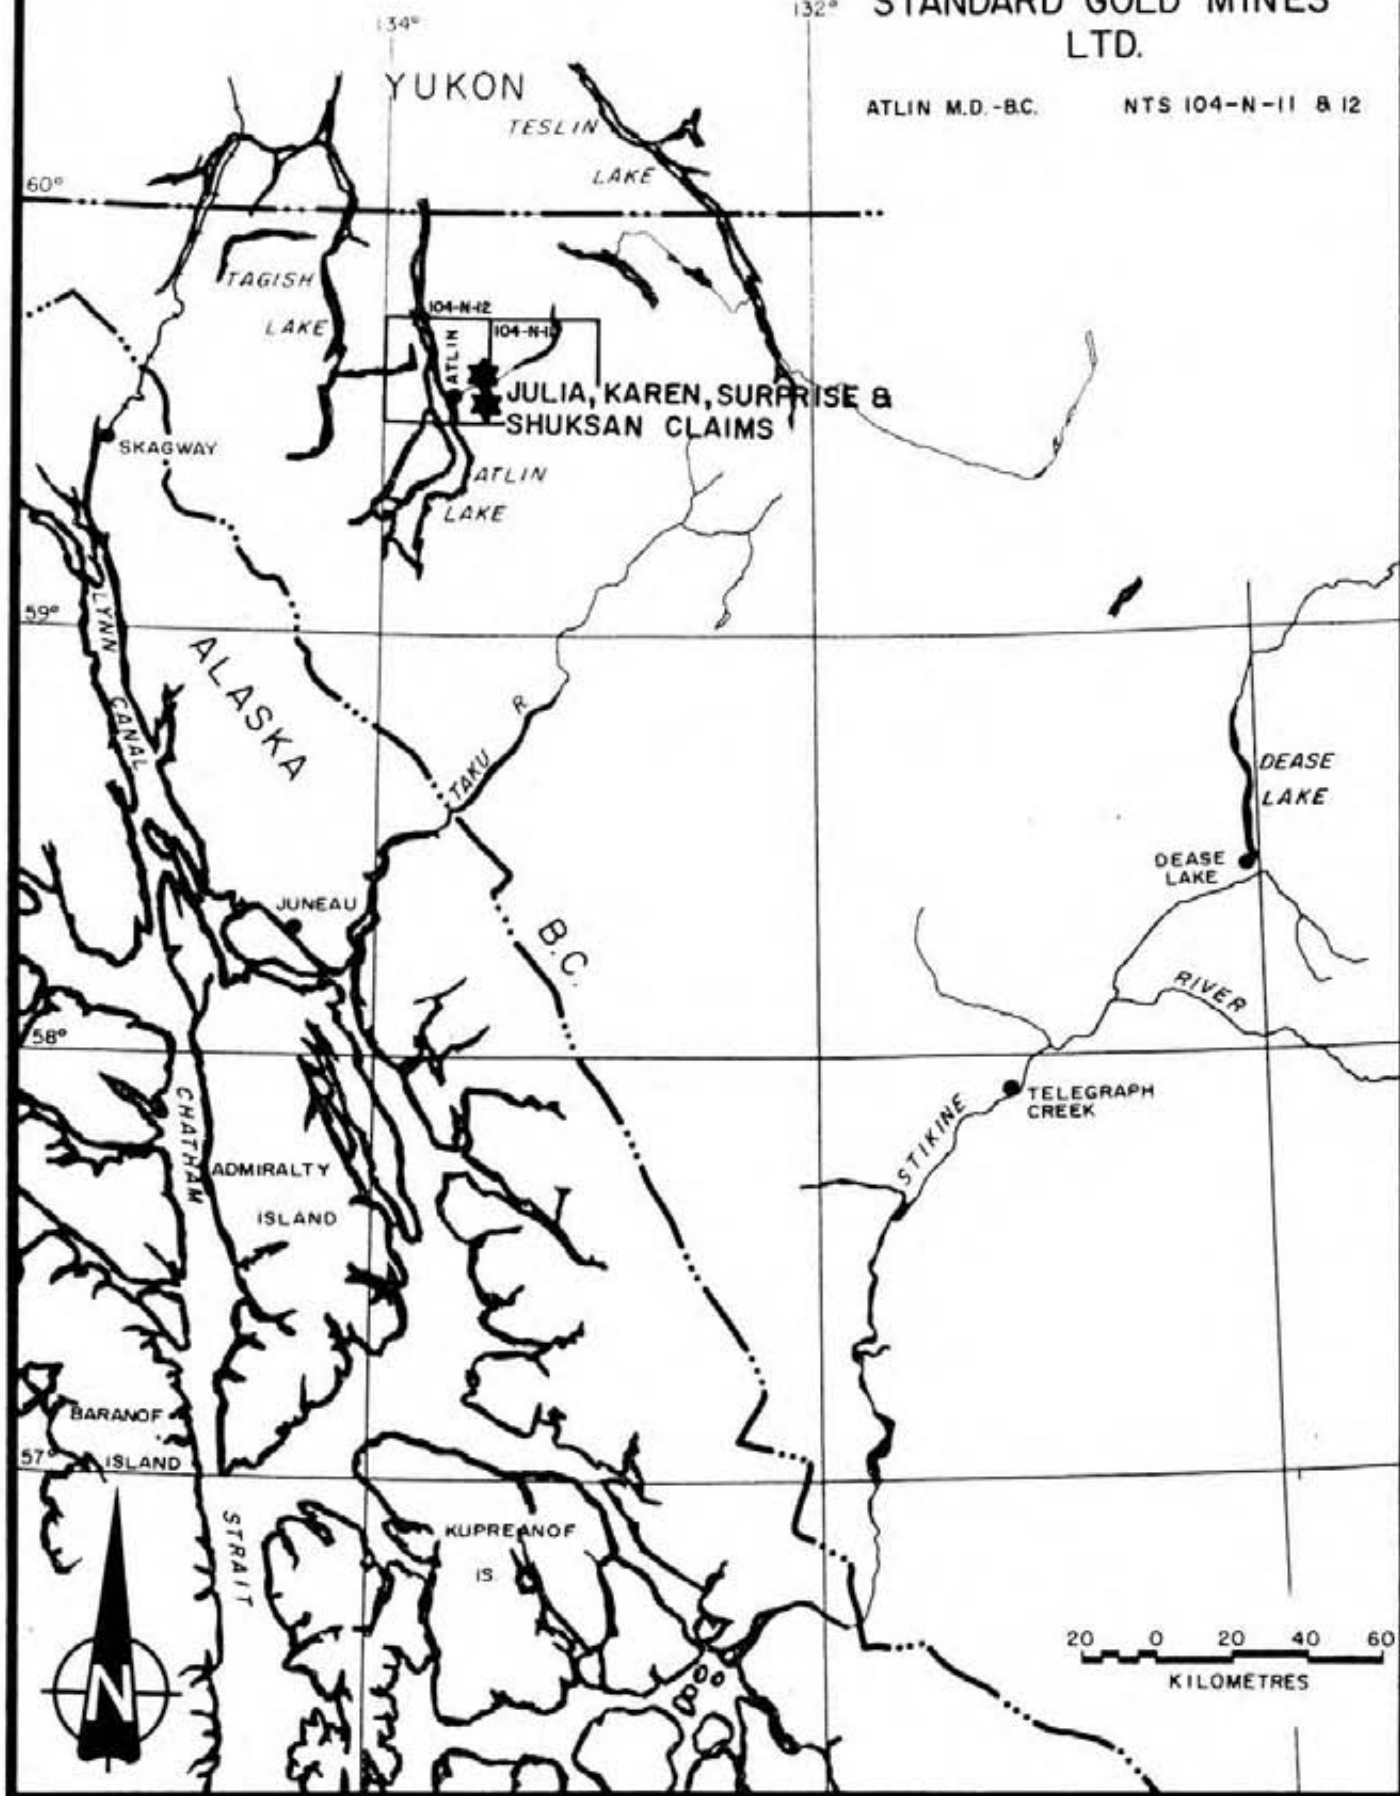 134°
132°
STANDARD GOLD MINES
LTD.
YUKON
ATLIN M.D.-B.C. NTS 104-N-11 & 12
TESLIN
LAKE
60°
TAGISH
LAKE
104-N-12
104-N-11
ATLIN
JULIA, KAREN, SURPRISE &
SHUKSAN CLAIMS
SKAGWAY
ATLIN
LAKE
59°
LYNN
CANAL
ALASKA
TAKU R
DEASE
LAKE
DEASE
LAKE
JUNEAU
B.C.
RIVER
58°
TELEGRAPH
CREEK
STIKINE
CHATHAM
ADMIRALTY
ISLAND
BARANOF
ISLAND
57°
STRAIT
KUPREANOF
IS.
20 0 20 40 60
KILOMETRES
N